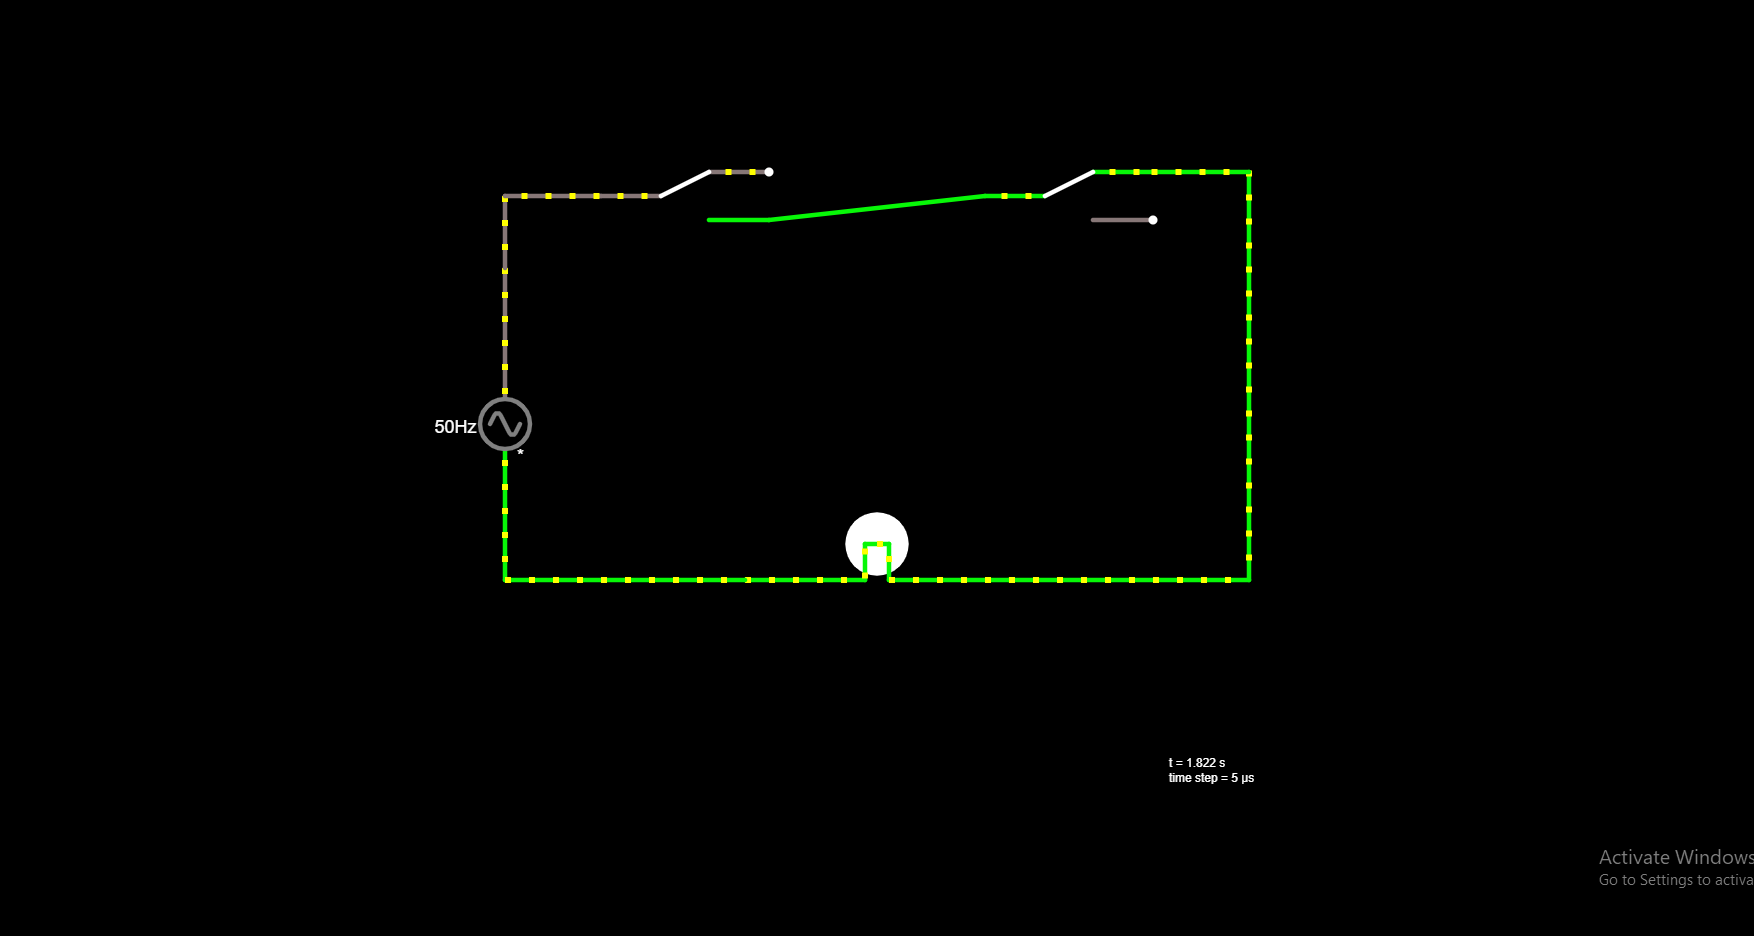 50Hz
*
t = 1.822 s
time step = 5 µs
Activate Windows
Go to Settings to activa